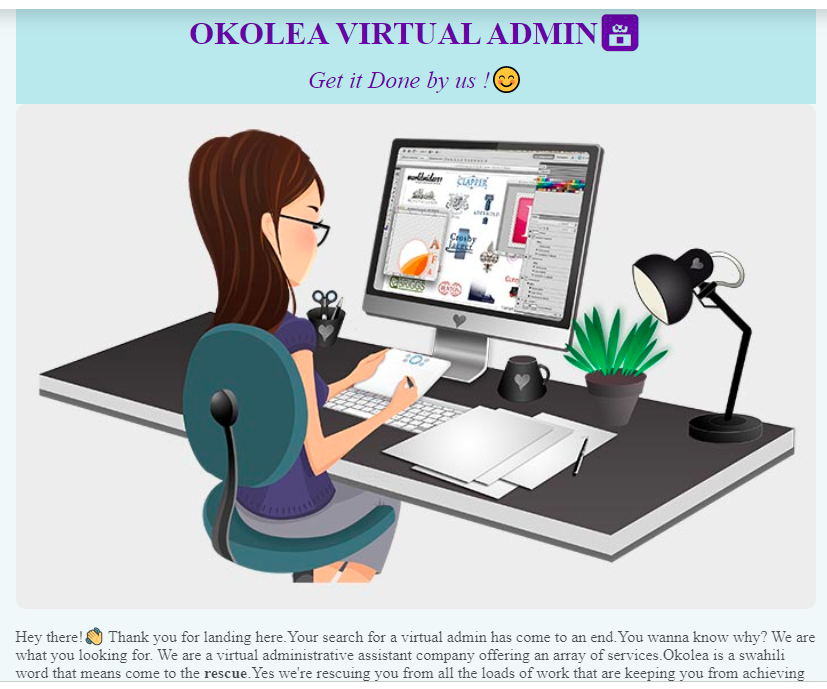 OKOLEA VIRTUAL ADMIN
Get it Done by us !😊
CLAPPER
Crosby
Hey there!👏 Thank you for landing here.Your search for a virtual admin has come to an end.You wanna know why? We are
what you looking for. We are a virtual administrative assistant company offering an array of services.Okolea is a swahili
word that means come to the rescue.Yes we're rescuing you from all the loads of work that are keeping you from achieving